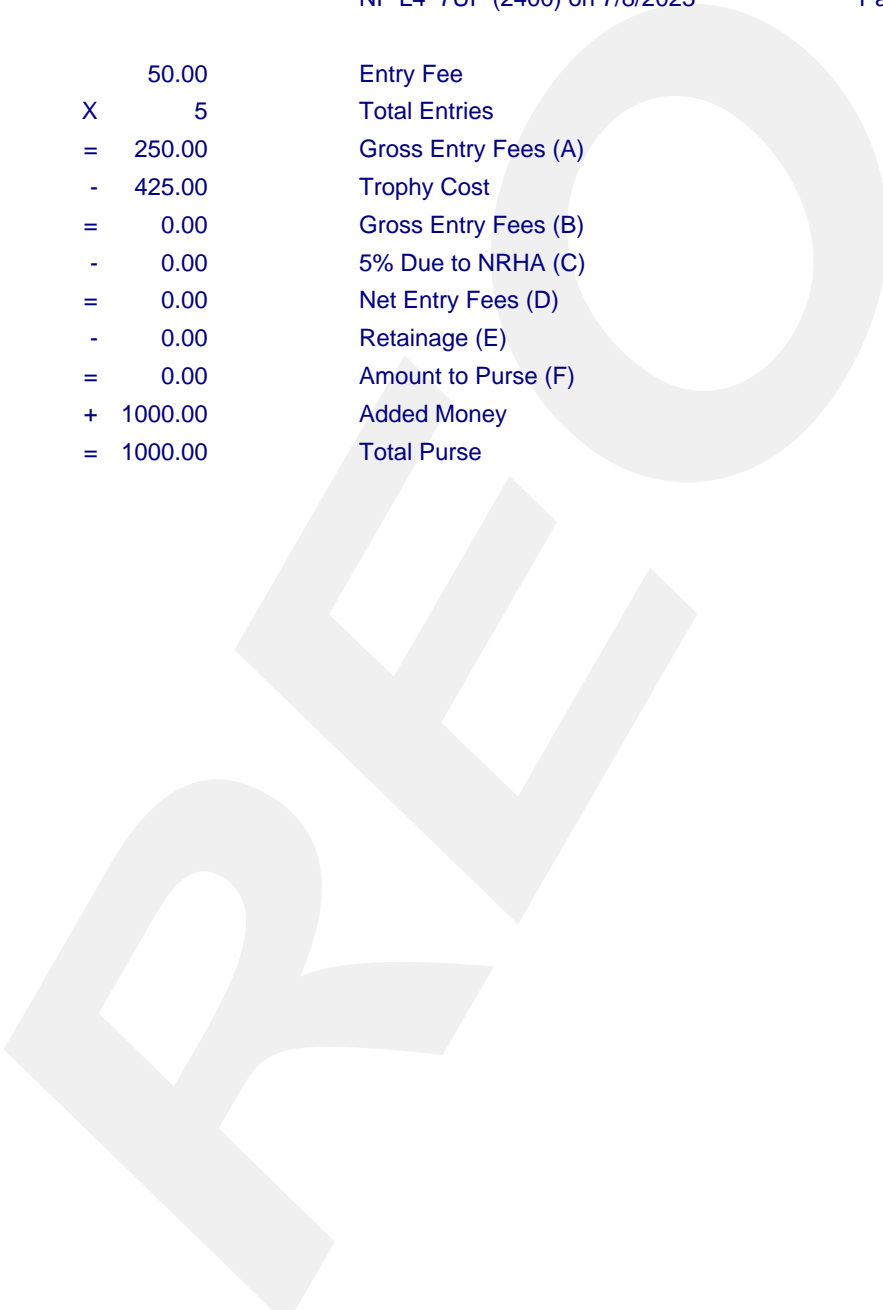 50.00 Entry Fee
X 5 Total Entries
= 250.00 Gross Entry Fees (A)
- 425.00 Trophy Cost
= 0.00 Gross Entry Fees (B)
- 0.00 5% Due to NRHA (C)
= 0.00 Net Entry Fees (D)
- 0.00 Retainage (E)
= 0.00 Amount to Purse (F)
+ 1000.00 Added Money
= 1000.00 Total Purse
REO